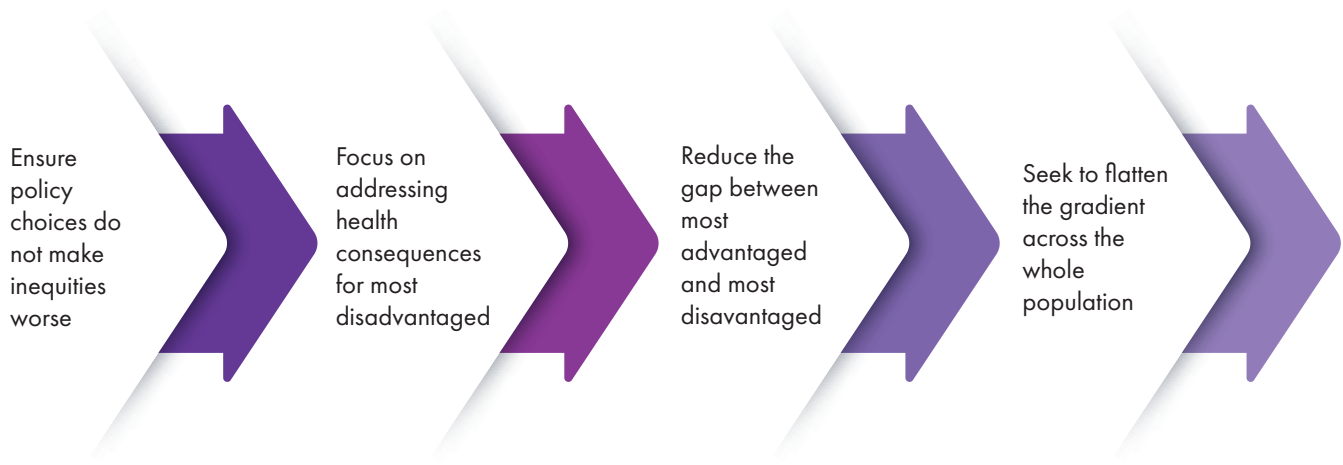 Ensure
policy
choices do
not make
inequities
worse
Focus on
addressing
health
consequences
for most
disadvantaged
Reduce the
gap between
most
advantaged
and most
disavantaged
Seek to flatten
the gradient
across the
whole
population